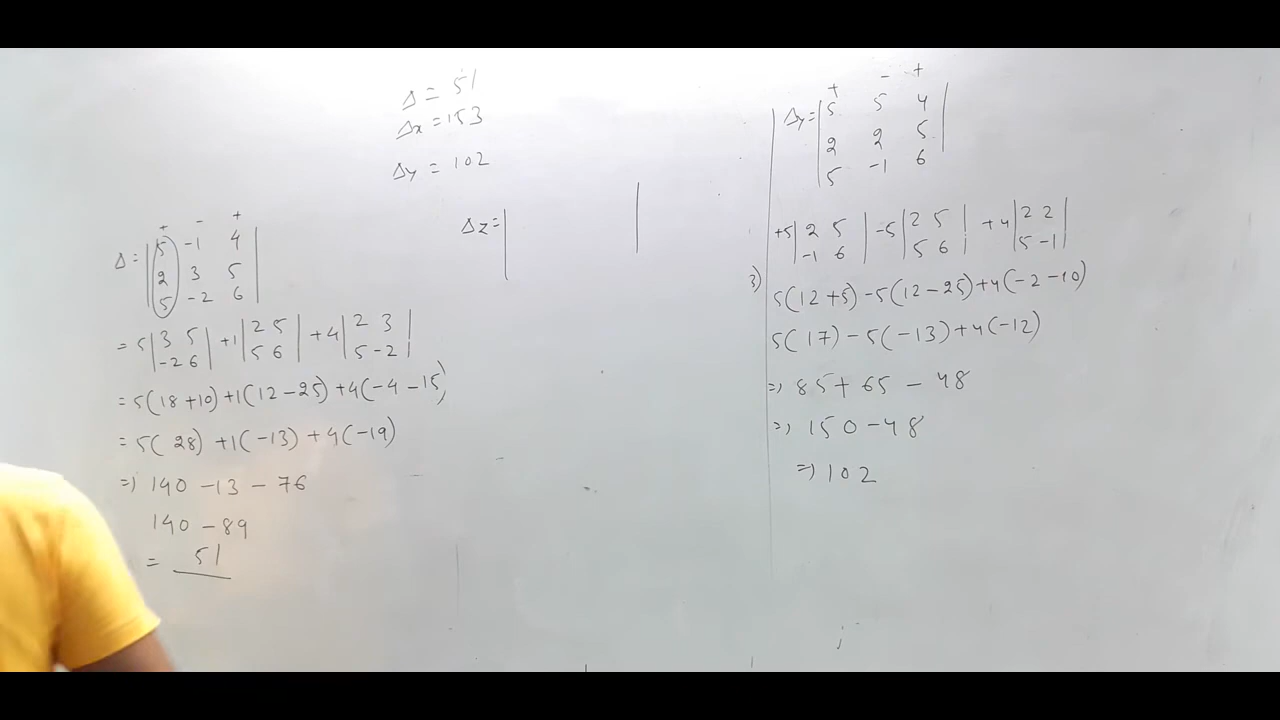 Δ = 51
Δx = 153
Δy = 102
+ - +
Δ = | 5 -1 4 |
| 2 3 5 |
| 5 -2 6 |
= 5 | 3 5 | +1 | 2 5 | +4 | 2 3 |
| -2 6 | | 5 6 | | 5 -2 |
= 5(18+10) +1(12-25) +4(-4-15)
= 5(28) +1(-13) +4(-19)
=> 140 -13 - 76
140 - 89
= 51
Δz = | |
+ - +
Δy = | 5 5 4 |
| 2 2 5 |
| 5 -1 6 |
+5 | 2 5 | -5 | 2 5 | +4 | 2 2 |
| -1 6 | | 5 6 | | 5 -1 |
5(12+5) -5(12-25) +4(-2-10)
5(17) -5(-13) +4(-12)
=> 85 + 65 - 48
=> 150 - 48
=> 102